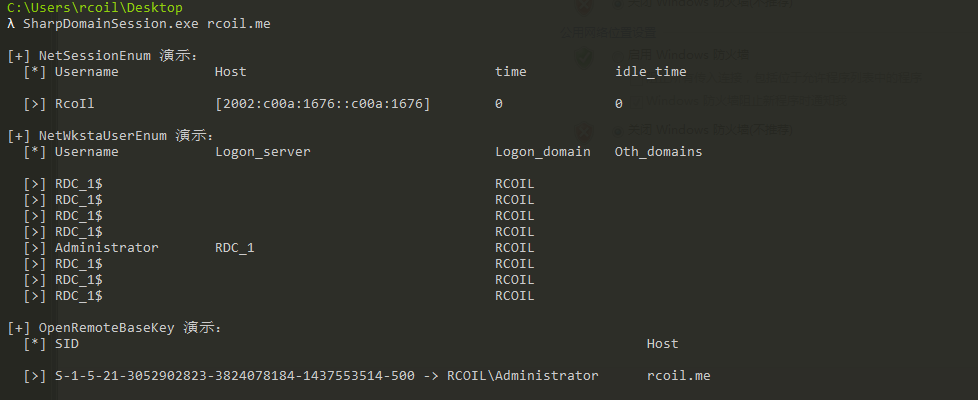 C:\Users\rcoil\Desktop
λ SharpDomainSession.exe rcoil.me
[+] NetSessionEnum 演示:
[*] Username Host time idle_time
[>] RcoIl [2002:c00a:1676::c00a:1676] 0 0
[+] NetWkstaUserEnum 演示:
[*] Username Logon_server Logon_domain Oth_domains
[>] RDC_1$ RCOIL
[>] RDC_1$ RCOIL
[>] RDC_1$ RCOIL
[>] RDC_1$ RCOIL
[>] Administrator RDC_1 RCOIL
[>] RDC_1$ RCOIL
[>] RDC_1$ RCOIL
[>] RDC_1$ RCOIL
[+] OpenRemoteBaseKey 演示:
[*] SID Host
[>] S-1-5-21-3052902823-3824078184-1437553514-500 -> RCOIL\Administrator rcoil.me